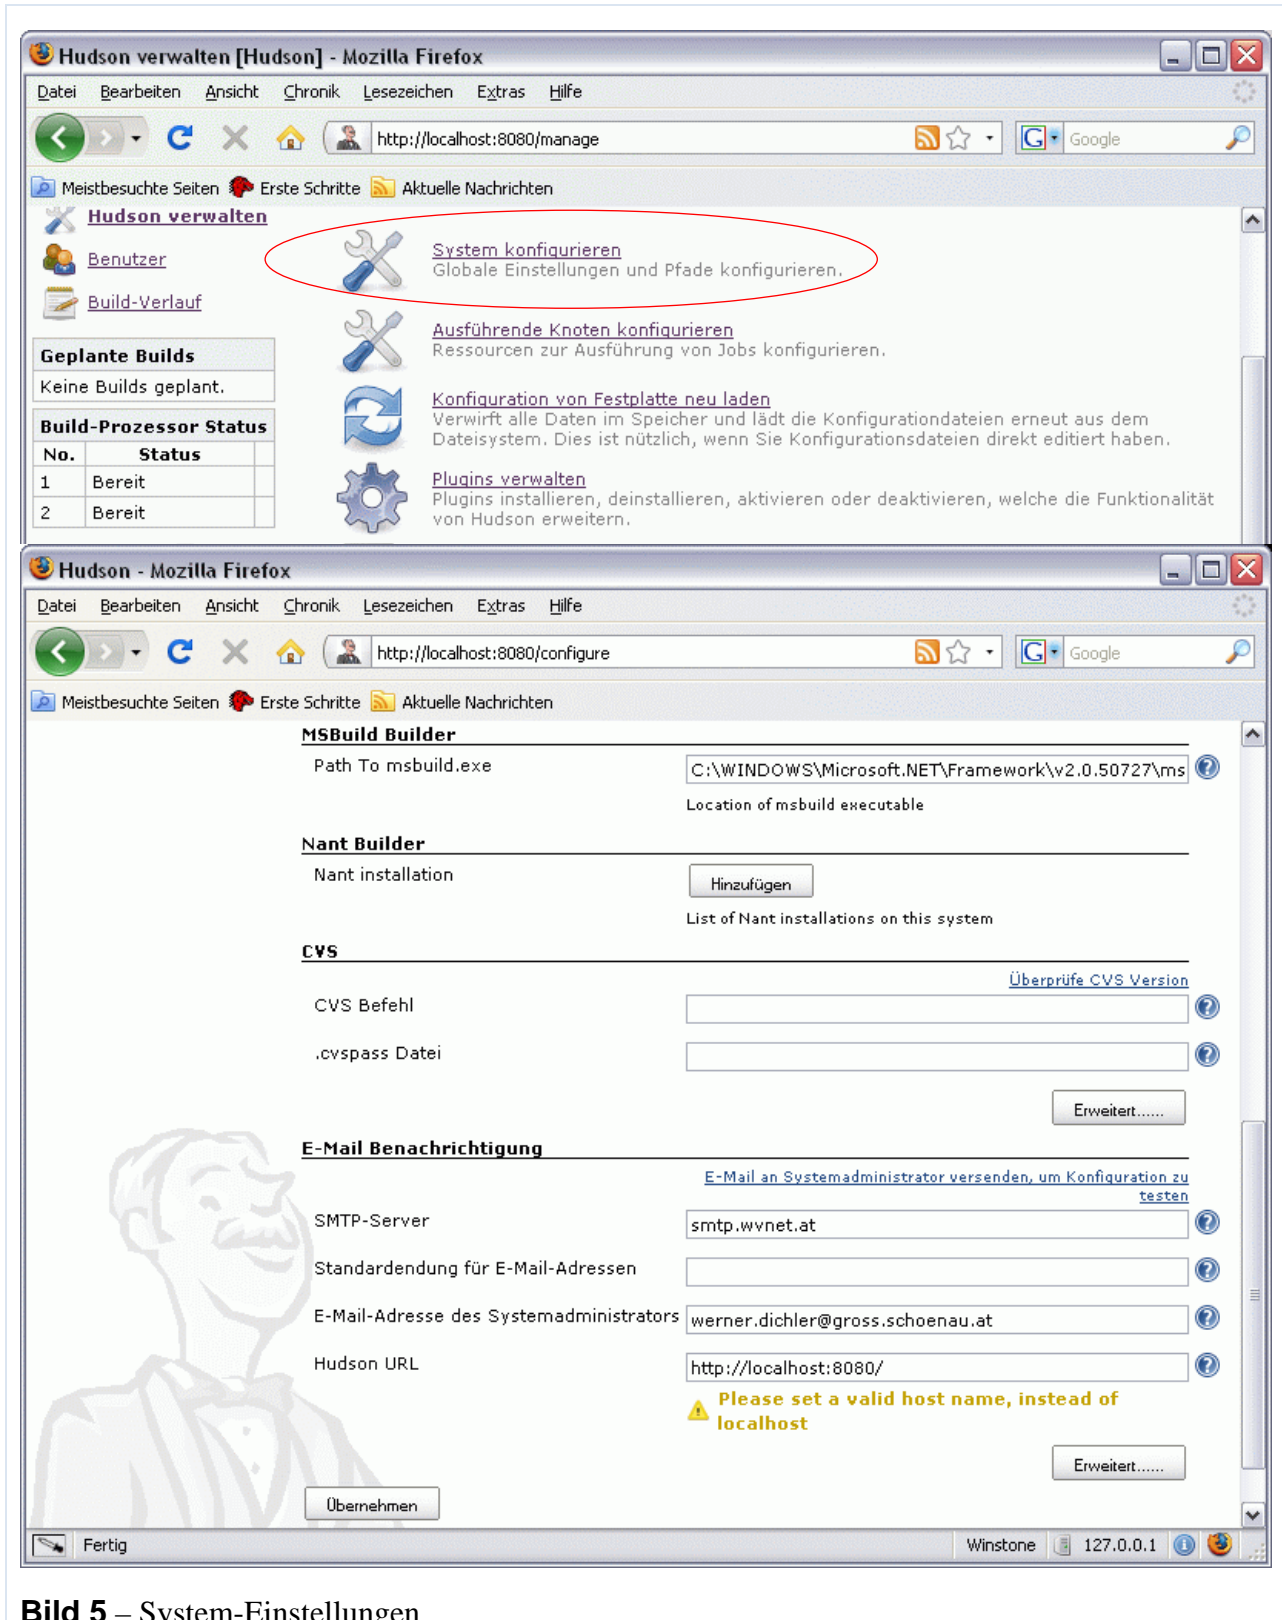 Hudson verwalten [Hudson] - Mozilla Firefox
Datei Bearbeiten Ansicht Chronik Lesezeichen Extras Hilfe
http://localhost:8080/manage
Google
Meistbesuchte Seiten Erste Schritte Aktuelle Nachrichten
Hudson verwalten
Benutzer
Build-Verlauf
Geplante Builds
Keine Builds geplant.
Build-Prozessor Status
No. Status
1 Bereit
2 Bereit
System konfigurieren
Globale Einstellungen und Pfade konfigurieren.
Ausführende Knoten konfigurieren
Ressourcen zur Ausführung von Jobs konfigurieren.
Konfiguration von Festplatte neu laden
Verwirft alle Daten im Speicher und lädt die Konfigurationdateien erneut aus dem
Dateisystem. Dies ist nützlich, wenn Sie Konfigurationsdateien direkt editiert haben.
Plugins verwalten
Plugins installieren, deinstallieren, aktivieren oder deaktivieren, welche die Funktionalität
von Hudson erweitern.
Hudson - Mozilla Firefox
Datei Bearbeiten Ansicht Chronik Lesezeichen Extras Hilfe
http://localhost:8080/configure
Google
Meistbesuchte Seiten Erste Schritte Aktuelle Nachrichten
MSBuild Builder
Path To msbuild.exe C:\WINDOWS\Microsoft.NET\Framework\v2.0.50727\ms
Location of msbuild executable
Nant Builder
Nant installation Hinzufügen
List of Nant installations on this system
CVS
Überprüfe CVS Version
CVS Befehl
.cvspass Datei
Erweitert......
E-Mail Benachrichtigung
E-Mail an Systemadministrator versenden, um Konfiguration zu
testen
SMTP-Server smtp.wvnet.at
Standardendung für E-Mail-Adressen
E-Mail-Adresse des Systemadministrators werner.dichler@gross.schoenau.at
Hudson URL http://localhost:8080/
Please set a valid host name, instead of
localhost
Erweitert......
Übernehmen
Fertig Winstone 127.0.0.1
Bild 5 – System-Einstellungen